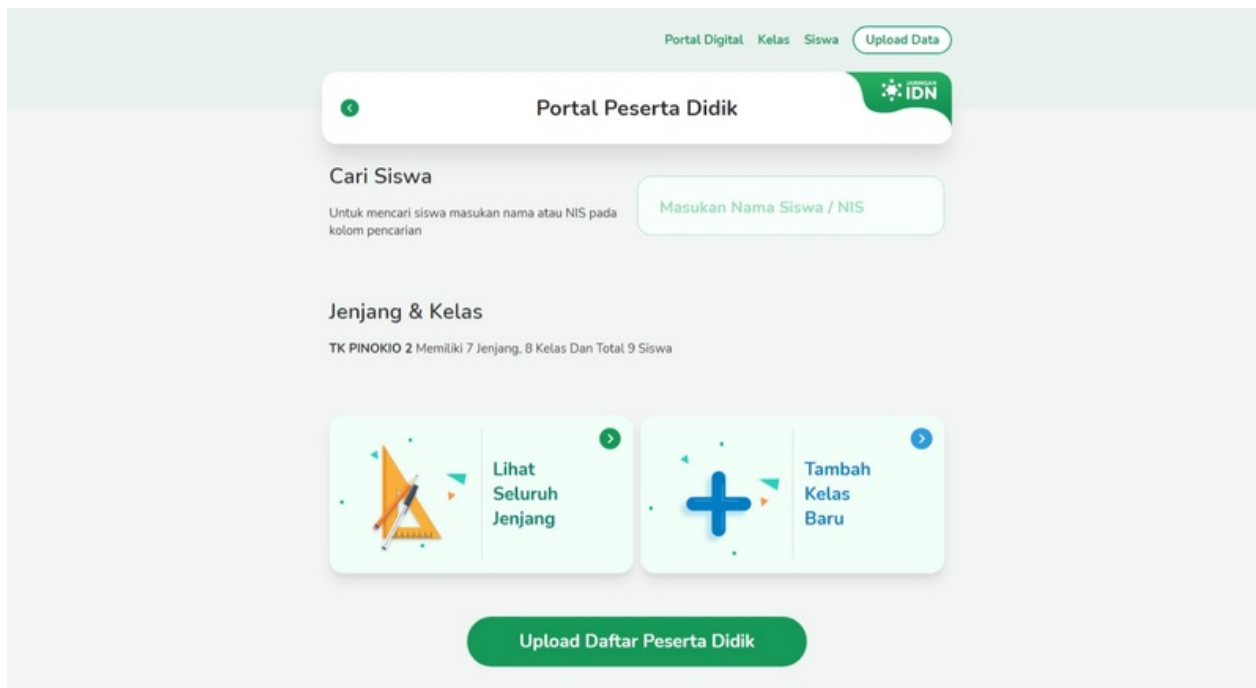 Portal Digital Kelas Siswa Upload Data
JARINGAN
IDN
Portal Peserta Didik
Cari Siswa
Untuk mencari siswa masukan nama atau NIS pada
kolom pencarian
Masukan Nama Siswa / NIS
Jenjang & Kelas
TK PINOKIO 2 Memiliki 7 Jenjang, 8 Kelas Dan Total 9 Siswa
Lihat
Seluruh
Jenjang
Tambah
Kelas
Baru
Upload Daftar Peserta Didik